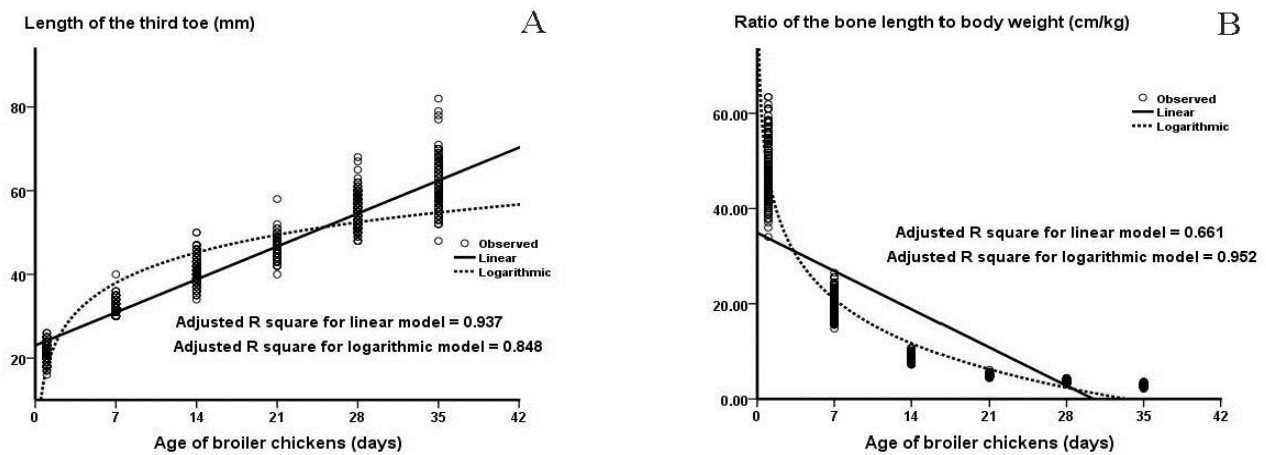 Length of the third toe (mm)
A
80
60
40
20
Observed
Linear
Logarithmic
Adjusted R square for linear model = 0.937
Adjusted R square for logarithmic model = 0.848
0 7 14 21 28 35 42
Age of broiler chickens (days)
Ratio of the bone length to body weight (cm/kg)
B
60.00
40.00
20.00
0.00
Observed
Linear
Logarithmic
Adjusted R square for linear model = 0.661
Adjusted R square for logarithmic model = 0.952
0 7 14 21 28 35 42
Age of broiler chickens (days)